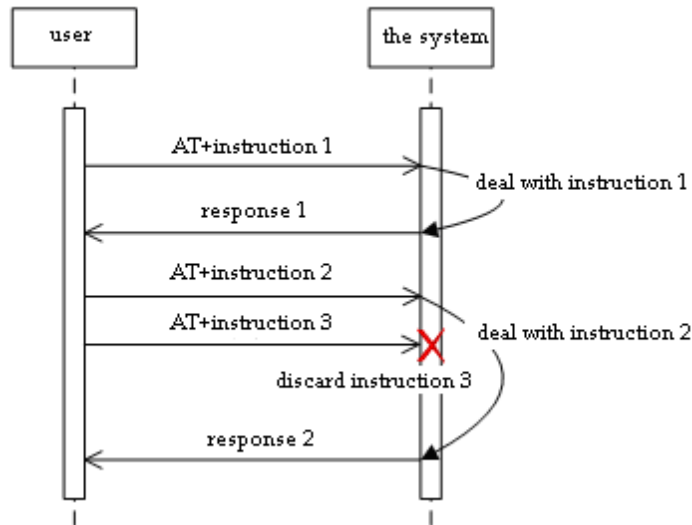 user
the system
AT+instruction 1
deal with instruction 1
response 1
AT+instruction 2
AT+instruction 3
deal with instruction 2
discard instruction 3
response 2